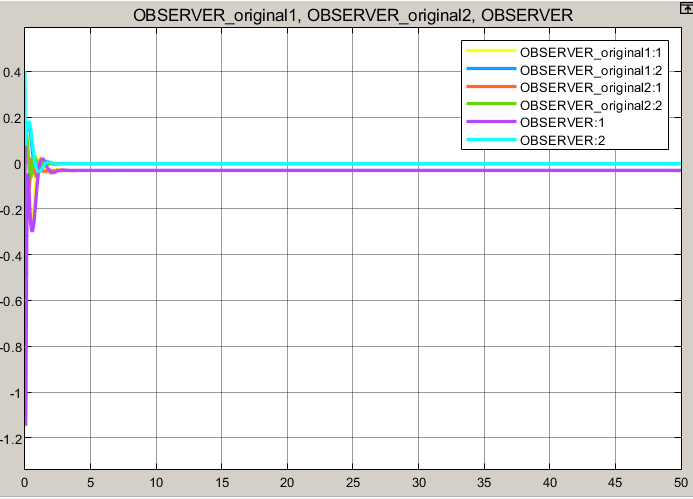 OBSERVER_original1, OBSERVER_original2, OBSERVER
OBSERVER_original1:1
OBSERVER_original1:2
OBSERVER_original2:1
OBSERVER_original2:2
OBSERVER:1
OBSERVER:2
0.4
0.2
0
-0.2
-0.4
-0.6
-0.8
-1
-1.2
0 5 10 15 20 25 30 35 40 45 50